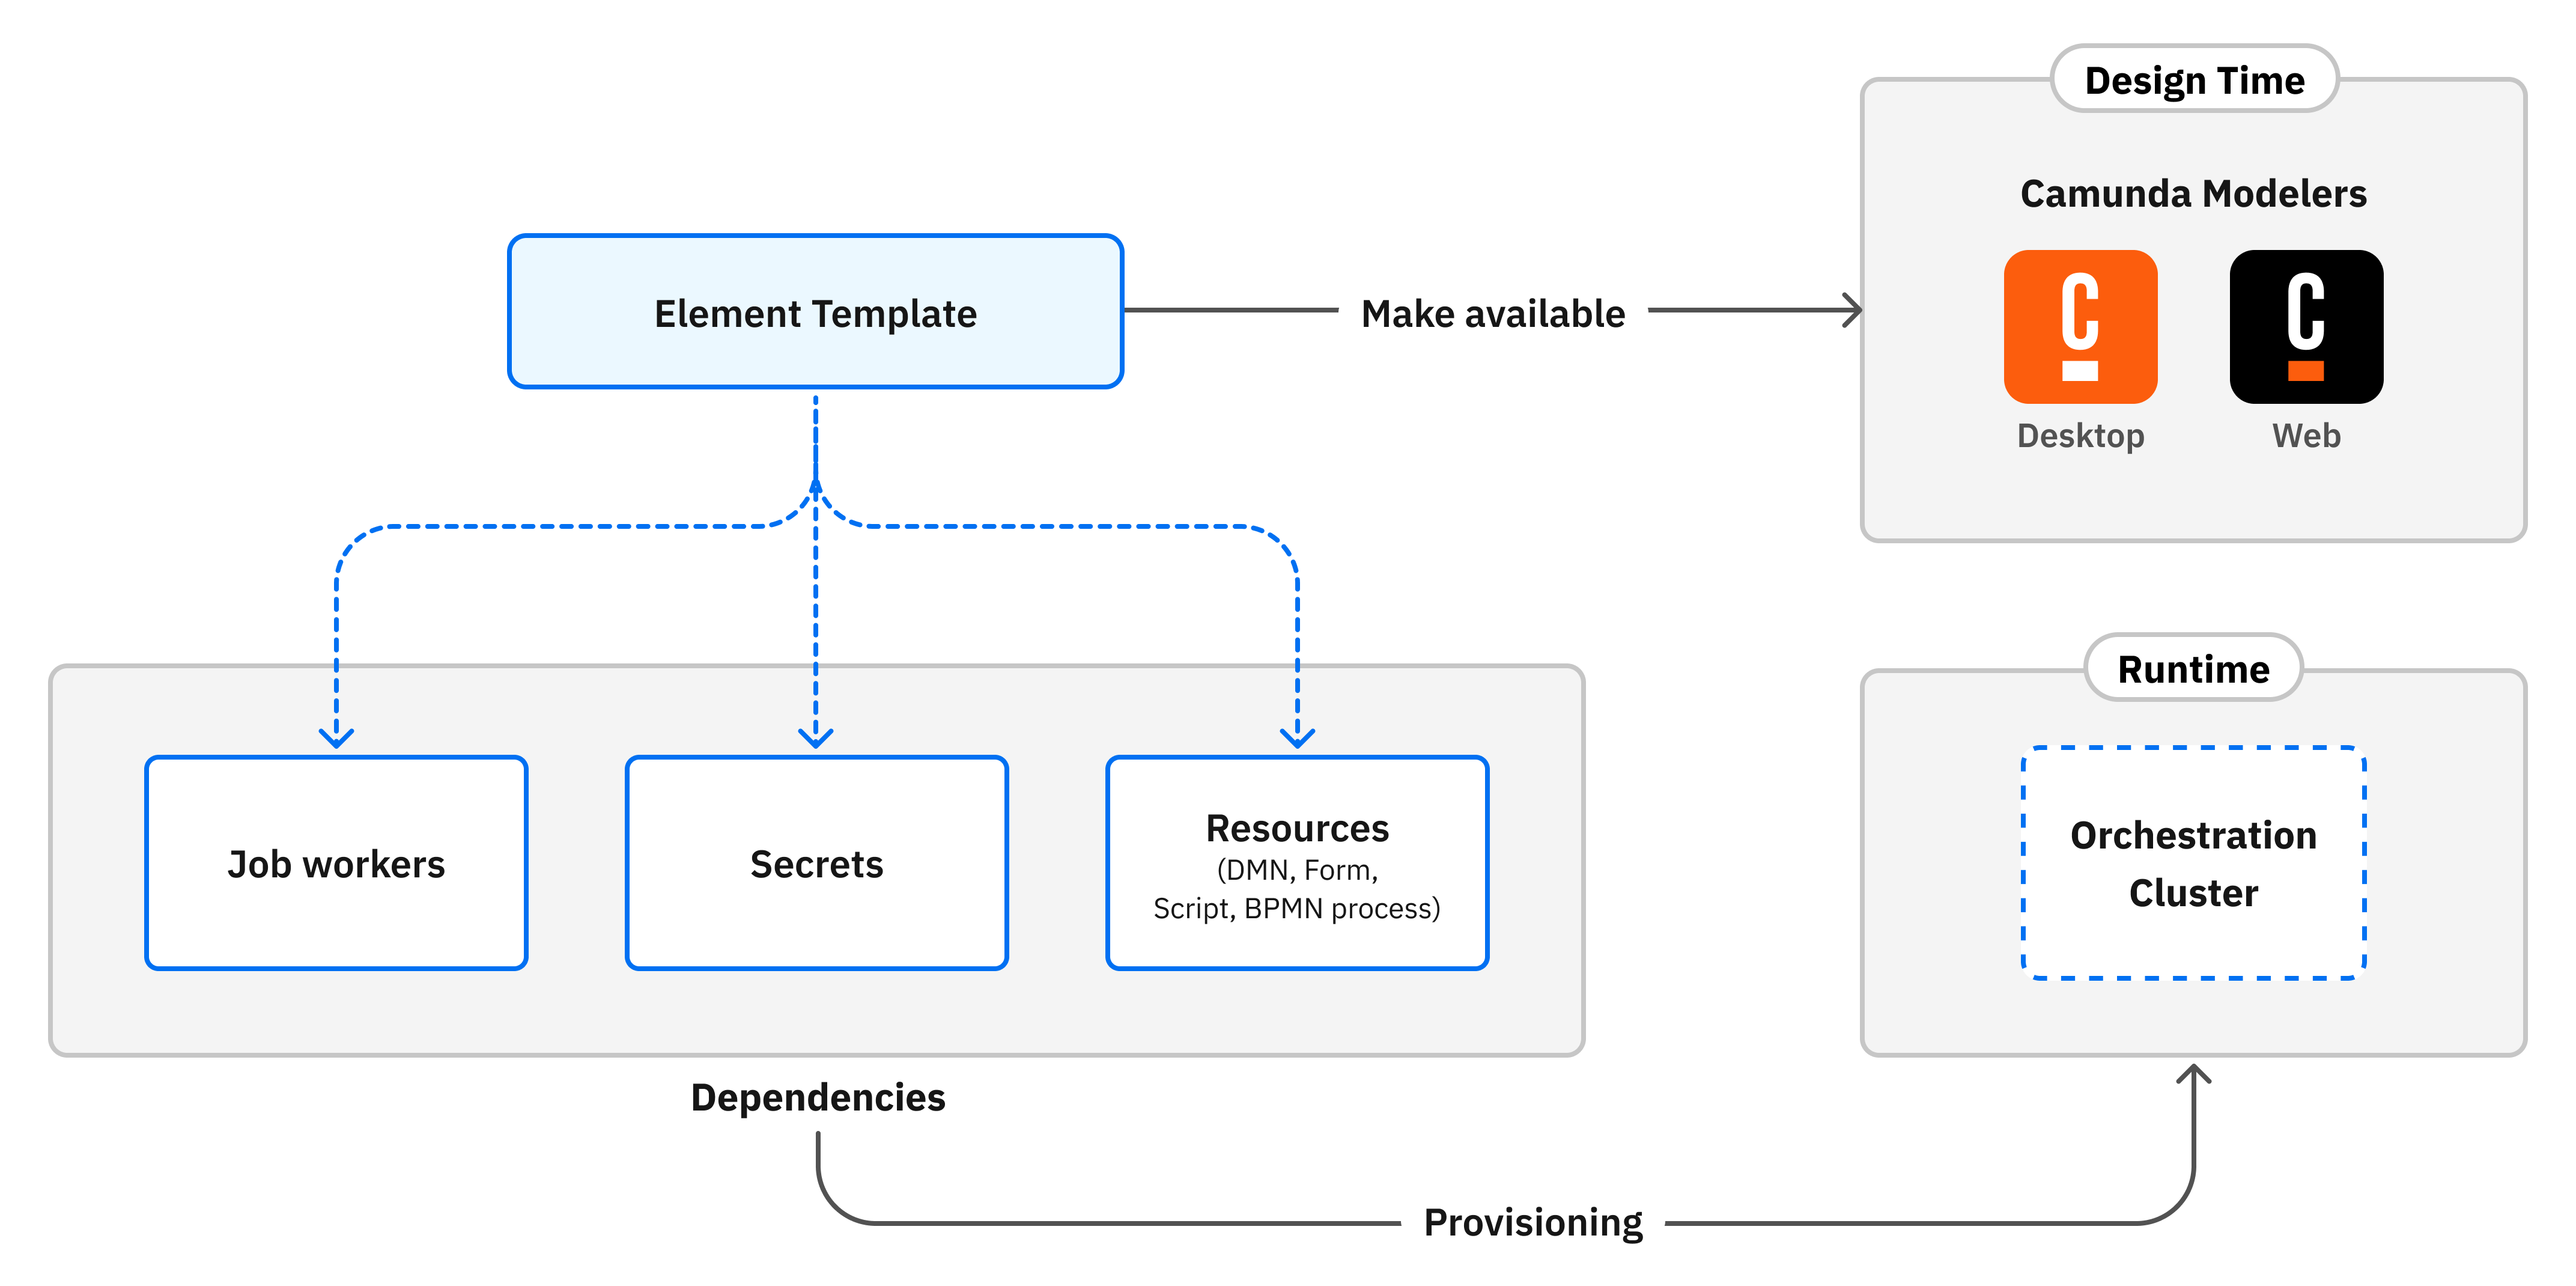 Design Time
Camunda Modelers
Element Template
Make available
Desktop
Web
Runtime
Job workers
Secrets
Resources
(DMN, Form,
Script, BPMN process)
Orchestration
Cluster
Dependencies
Provisioning